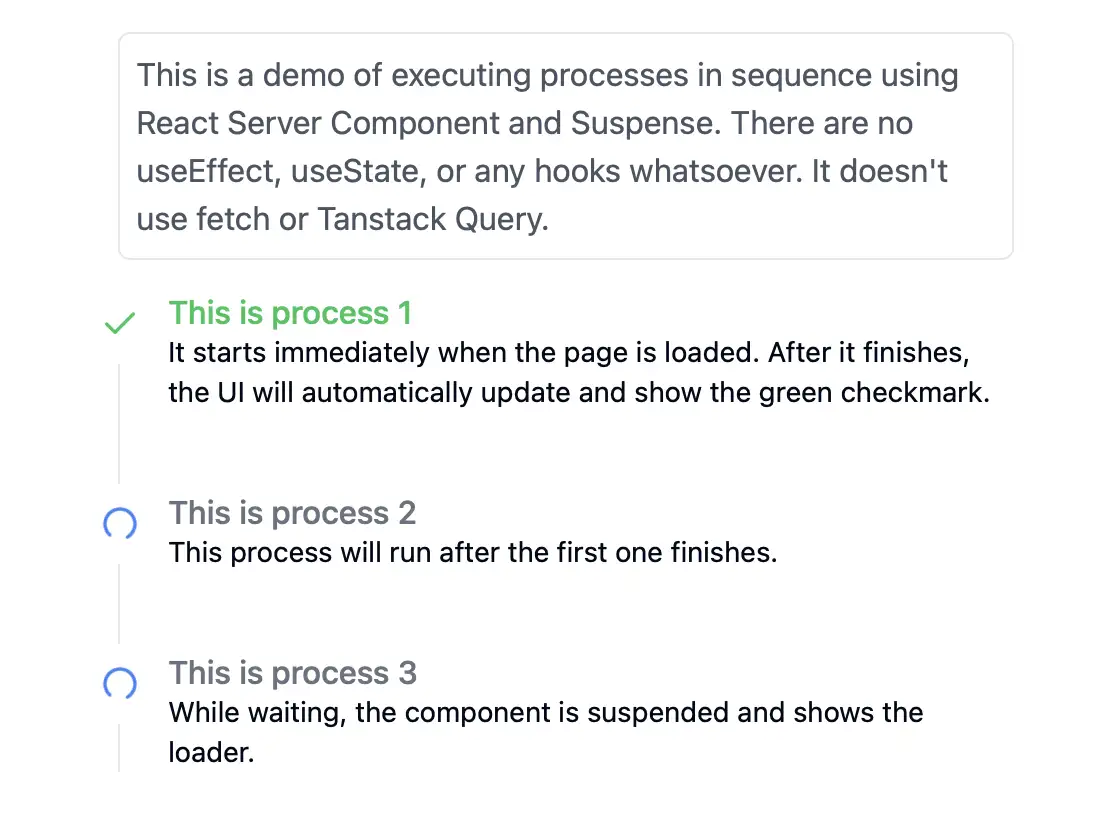 This is a demo of executing processes in sequence using
React Server Component and Suspense. There are no
useEffect, useState, or any hooks whatsoever. It doesn't
use fetch or Tanstack Query.
This is process 1
It starts immediately when the page is loaded. After it finishes,
the UI will automatically update and show the green checkmark.
This is process 2
This process will run after the first one finishes.
This is process 3
While waiting, the component is suspended and shows the
loader.